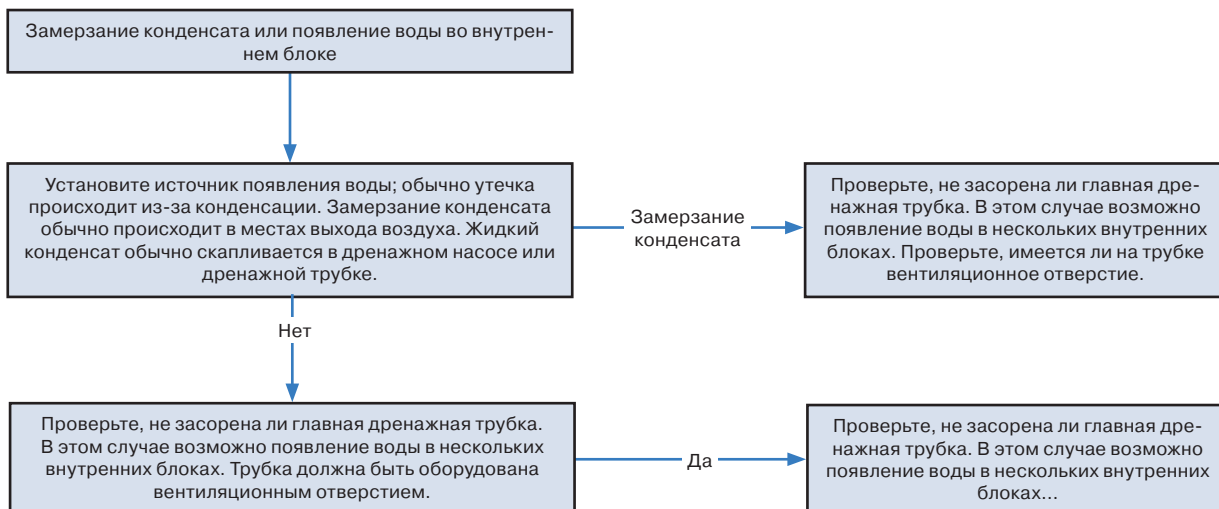 Замерзание конденсата или появление воды во внутрен-
нем блоке
Установите источник появления воды; обычно утечка
происходит из-за конденсации. Замерзание конденсата
обычно происходит в местах выхода воздуха. Жидкий
конденсат обычно скапливается в дренажном насосе или
дренажной трубке.
Замерзание
конденсата
Проверьте, не засорена ли главная дре-
нажная трубка. В этом случае возможно
появление воды в нескольких внутренних
блоках. Проверьте, имеется ли на трубке
вентиляционное отверстие.
Нет
Проверьте, не засорена ли главная дренажная трубка.
В этом случае возможно появление воды в нескольких
внутренних блоках. Трубка должна быть оборудована
вентиляционным отверстием.
Да
Проверьте, не засорена ли главная дре-
нажная трубка. В этом случае возможно
появление воды в нескольких внутренних
блоках...